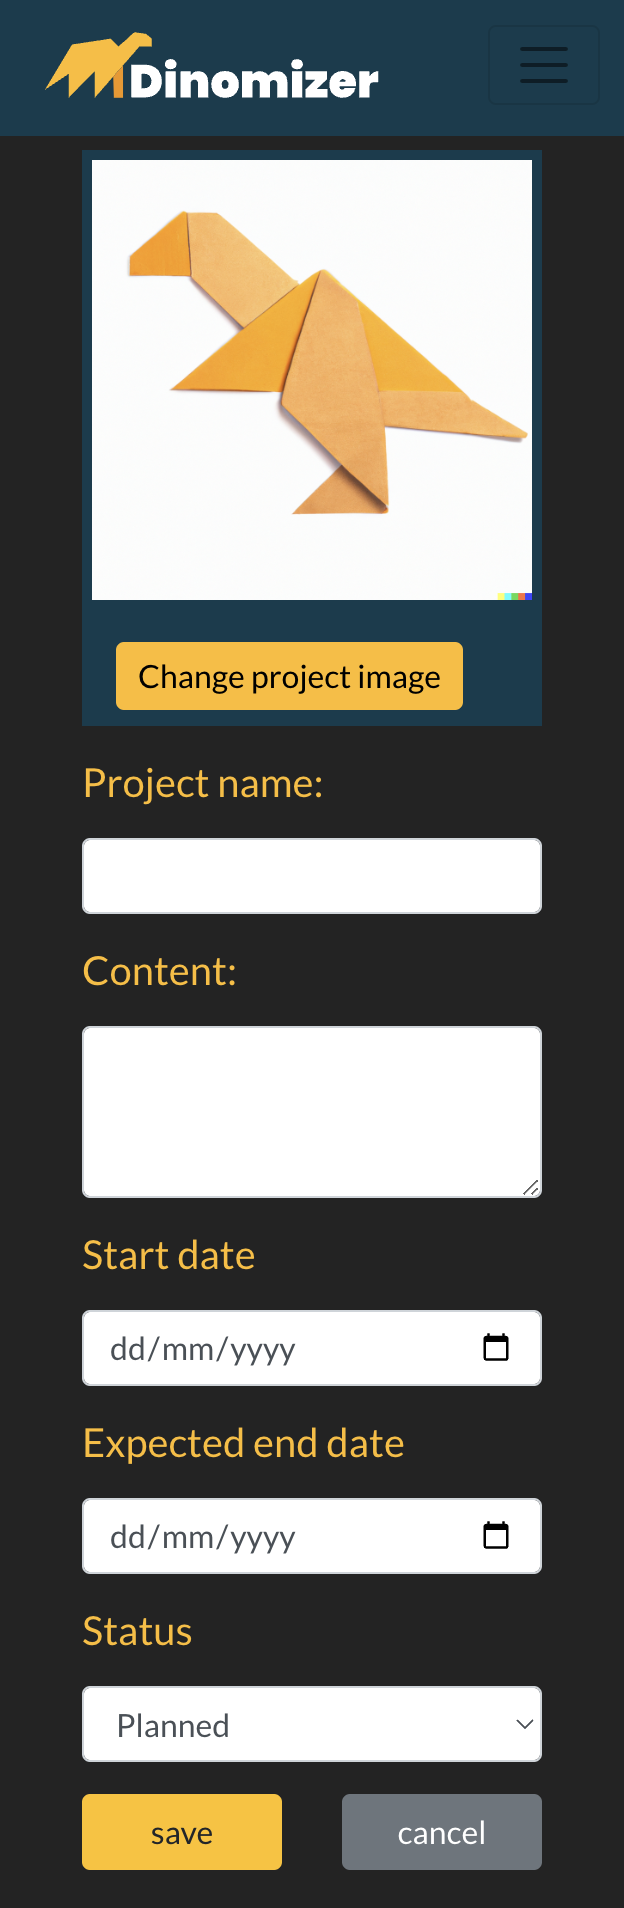 Dinomizer
Change project image
Project name:
Content:
Start date
dd/mm/yyyy
Expected end date
dd/mm/yyyy
Status
Planned
save cancel